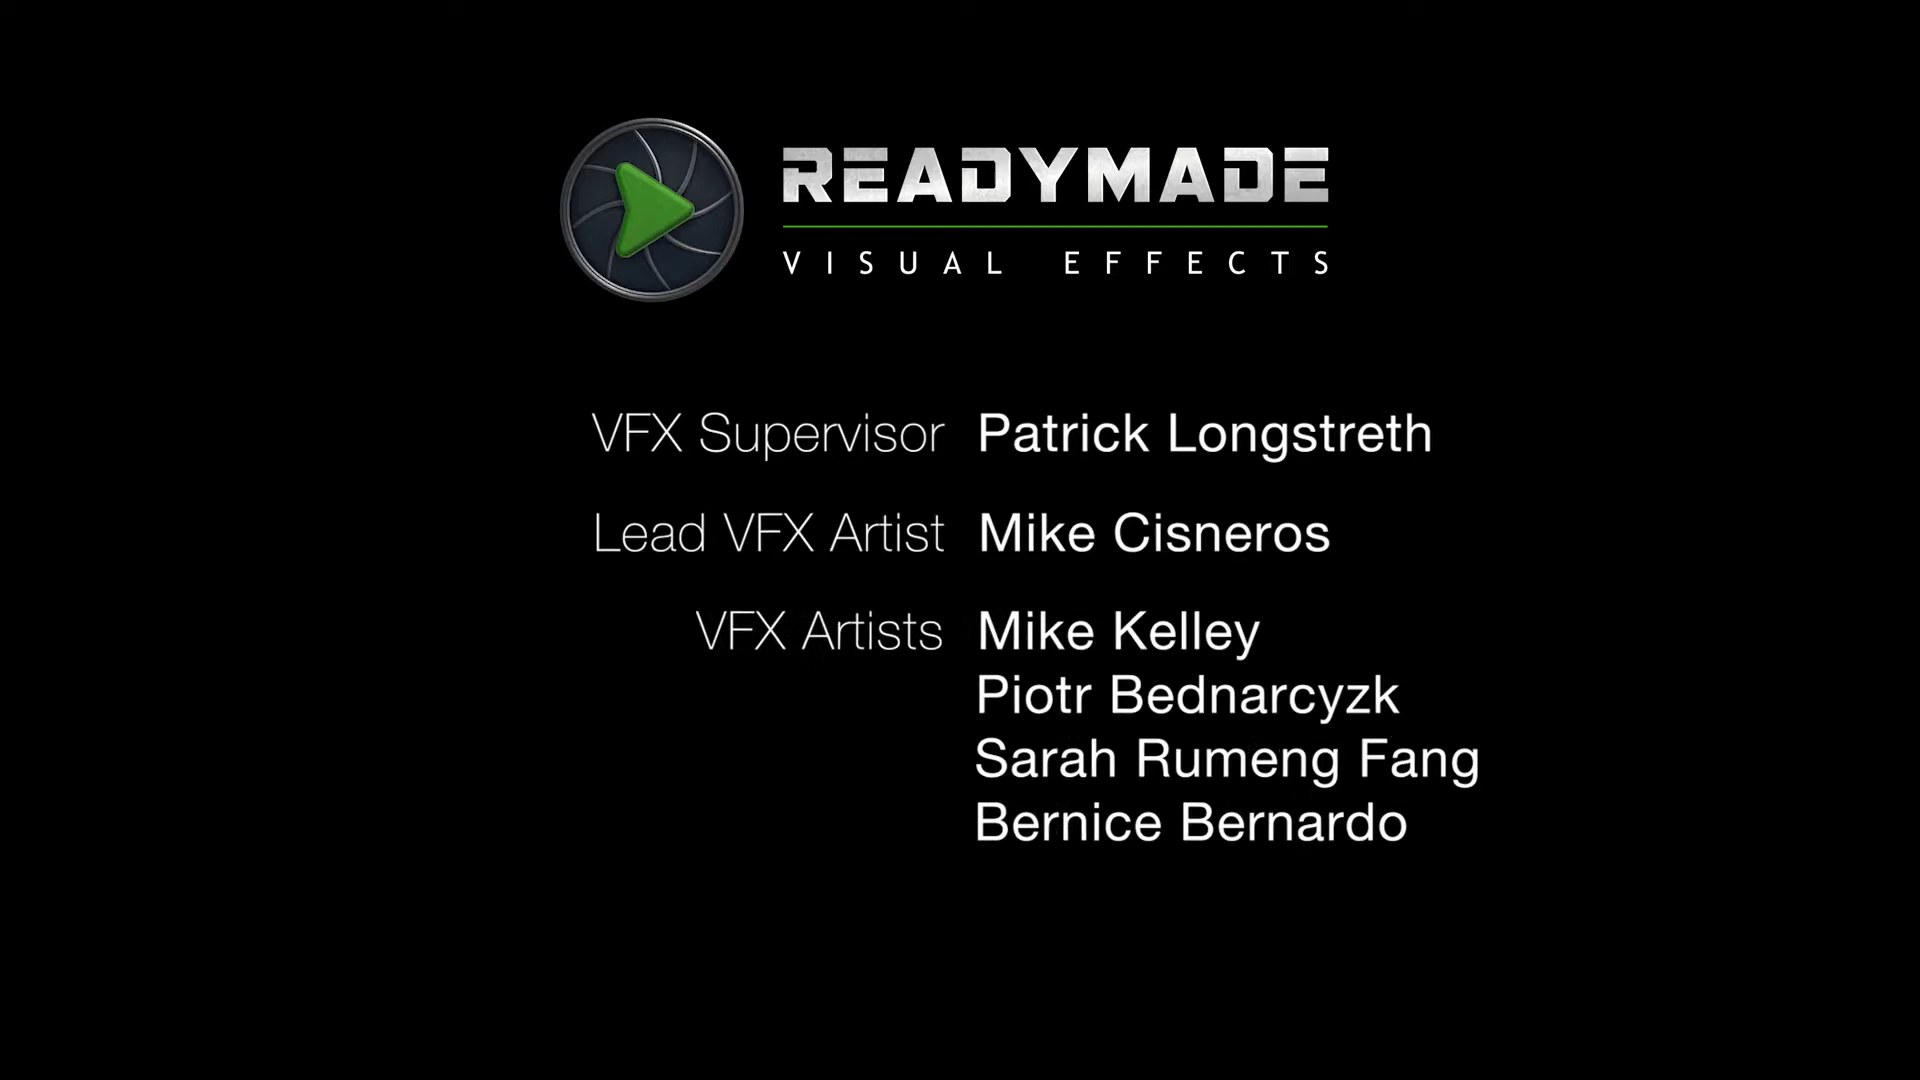 READYMADE
VISUAL EFFECTS
VFX Supervisor Patrick Longstreth
Lead VFX Artist Mike Cisneros
VFX Artists Mike Kelley
Piotr Bednarcyzk
Sarah Rumeng Fang
Bernice Bernardo